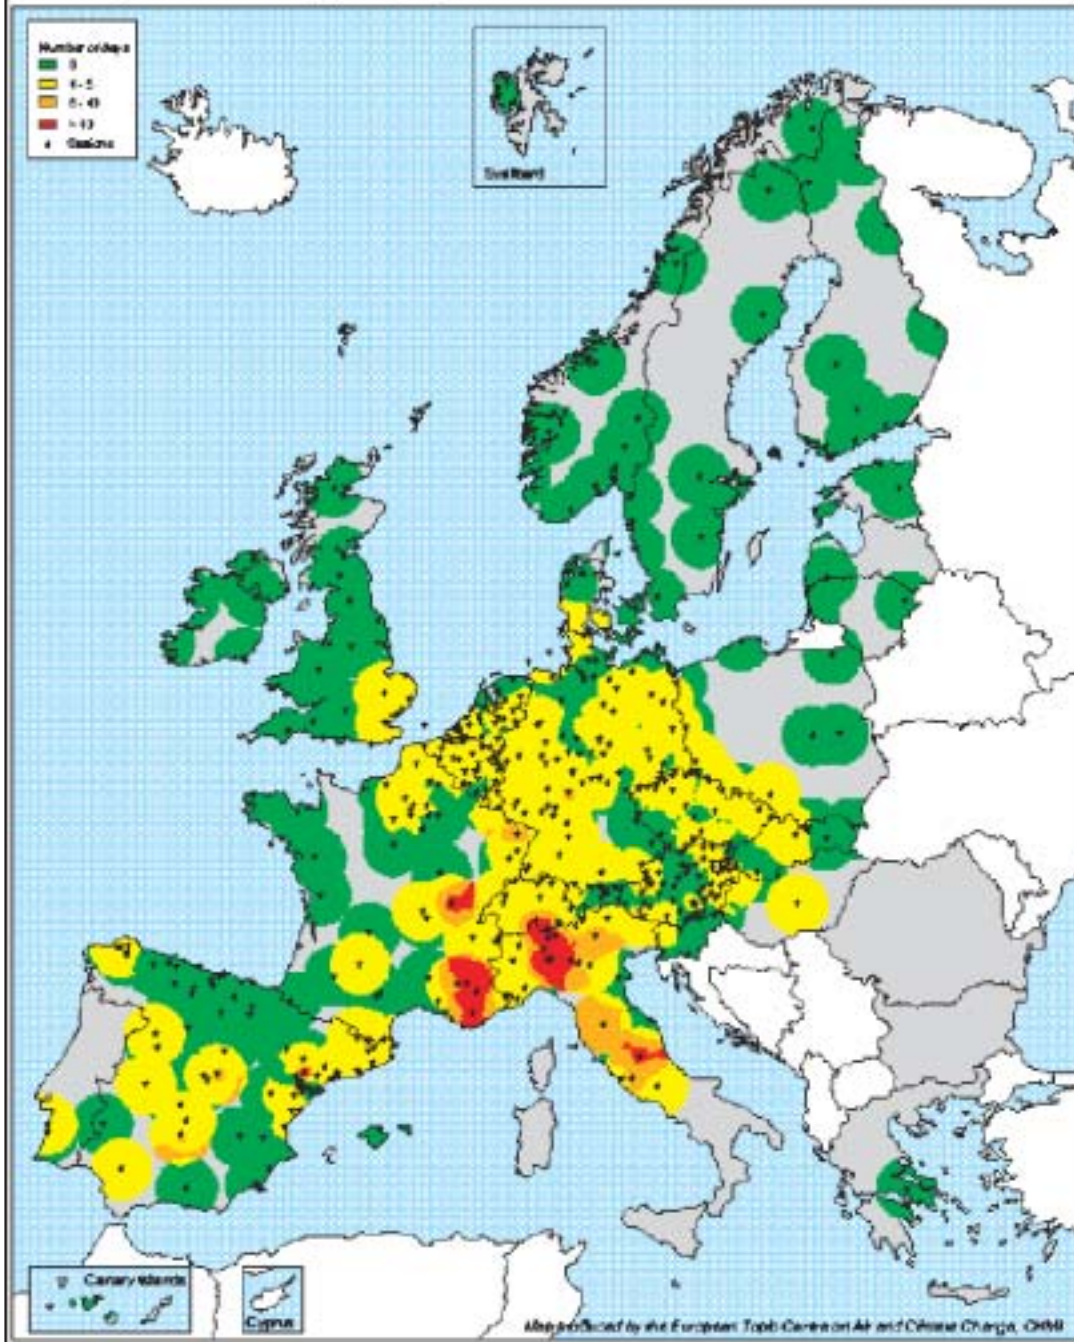 Number of days
0
> 10
Stations
Svalbard
Canary Islands
Cyprus
Map produced by the European Topic Centre on Air and Climate Change, CHMI